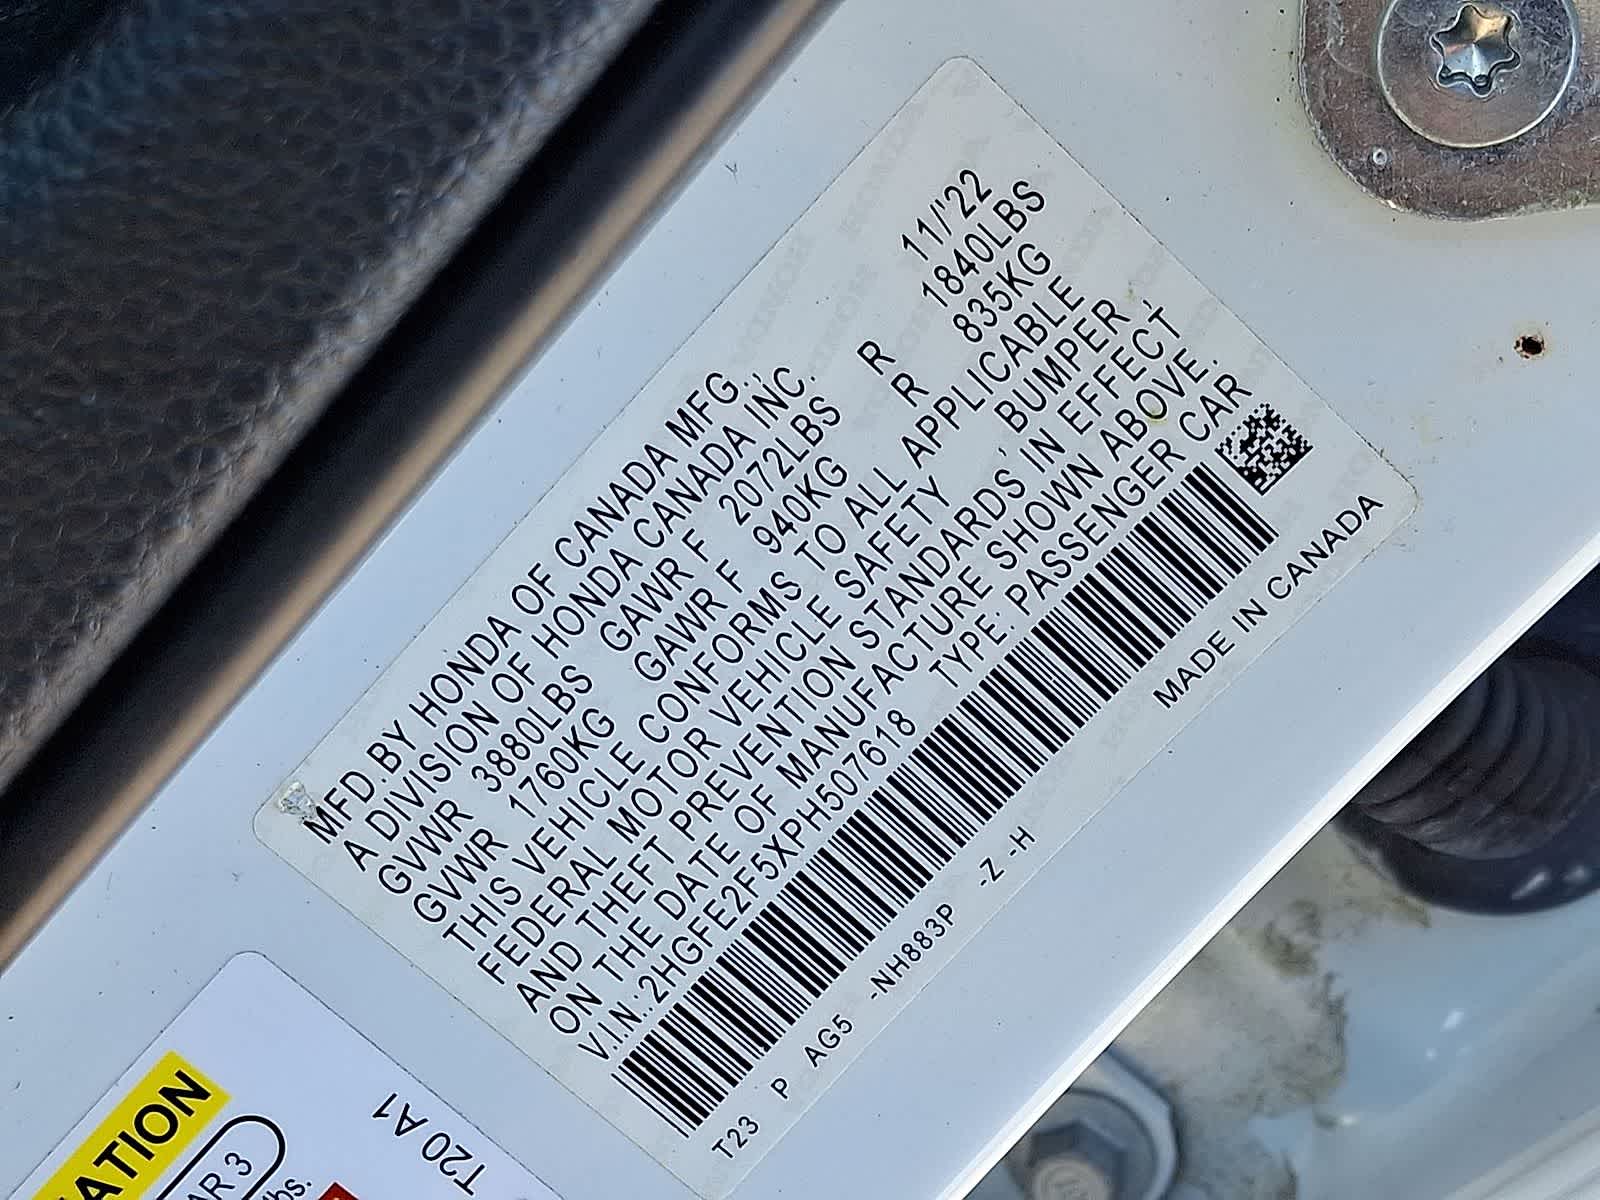 MFD. BY HONDA OF CANADA MFG.,
A DIVISION OF HONDA CANADA INC. 11/'22
GVWR 3880LBS GAWR F 2072LBS R 1840LBS
GVWR 1760KG GAWR F 940KG R 835KG
THIS VEHICLE CONFORMS TO ALL APPLICABLE
FEDERAL MOTOR VEHICLE SAFETY, BUMPER,
AND THEFT PREVENTION STANDARDS IN EFFECT
ON THE DATE OF MANUFACTURE SHOWN ABOVE.
V.I.N.:2HGFE2F5XPH507618 TYPE: PASSENGER CAR
T23 P AG5 -NH883P -Z -H MADE IN CANADA
T20 A1